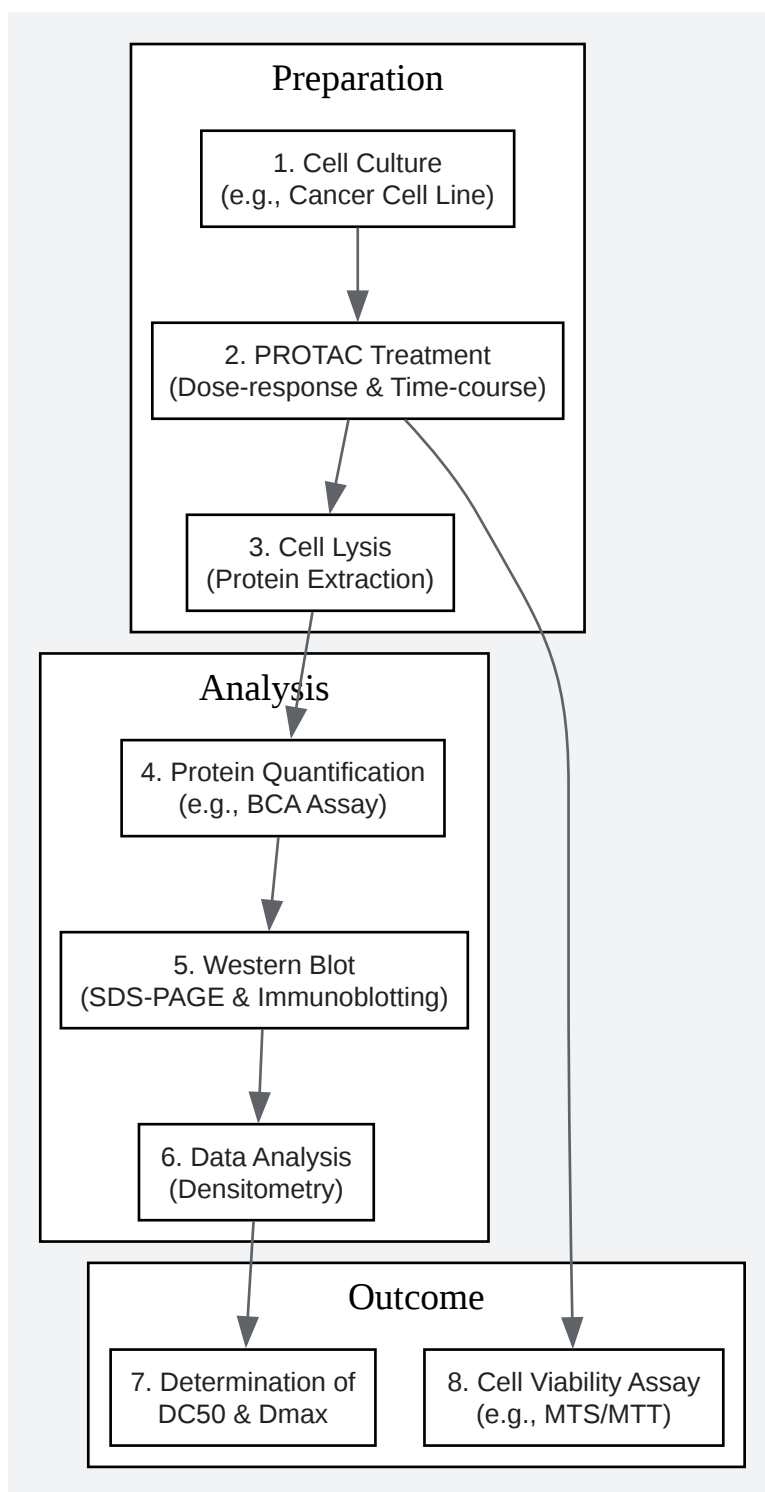 Preparation
1. Cell Culture
(e.g., Cancer Cell Line)
2. PROTAC Treatment
(Dose-response & Time-course)
3. Cell Lysis
(Protein Extraction)
Analysis
4. Protein Quantification
(e.g., BCA Assay)
5. Western Blot
(SDS-PAGE & Immunoblotting)
6. Data Analysis
(Densitometry)
Outcome
7. Determination of
DC50 & Dmax
8. Cell Viability Assay
(e.g., MTS/MTT)